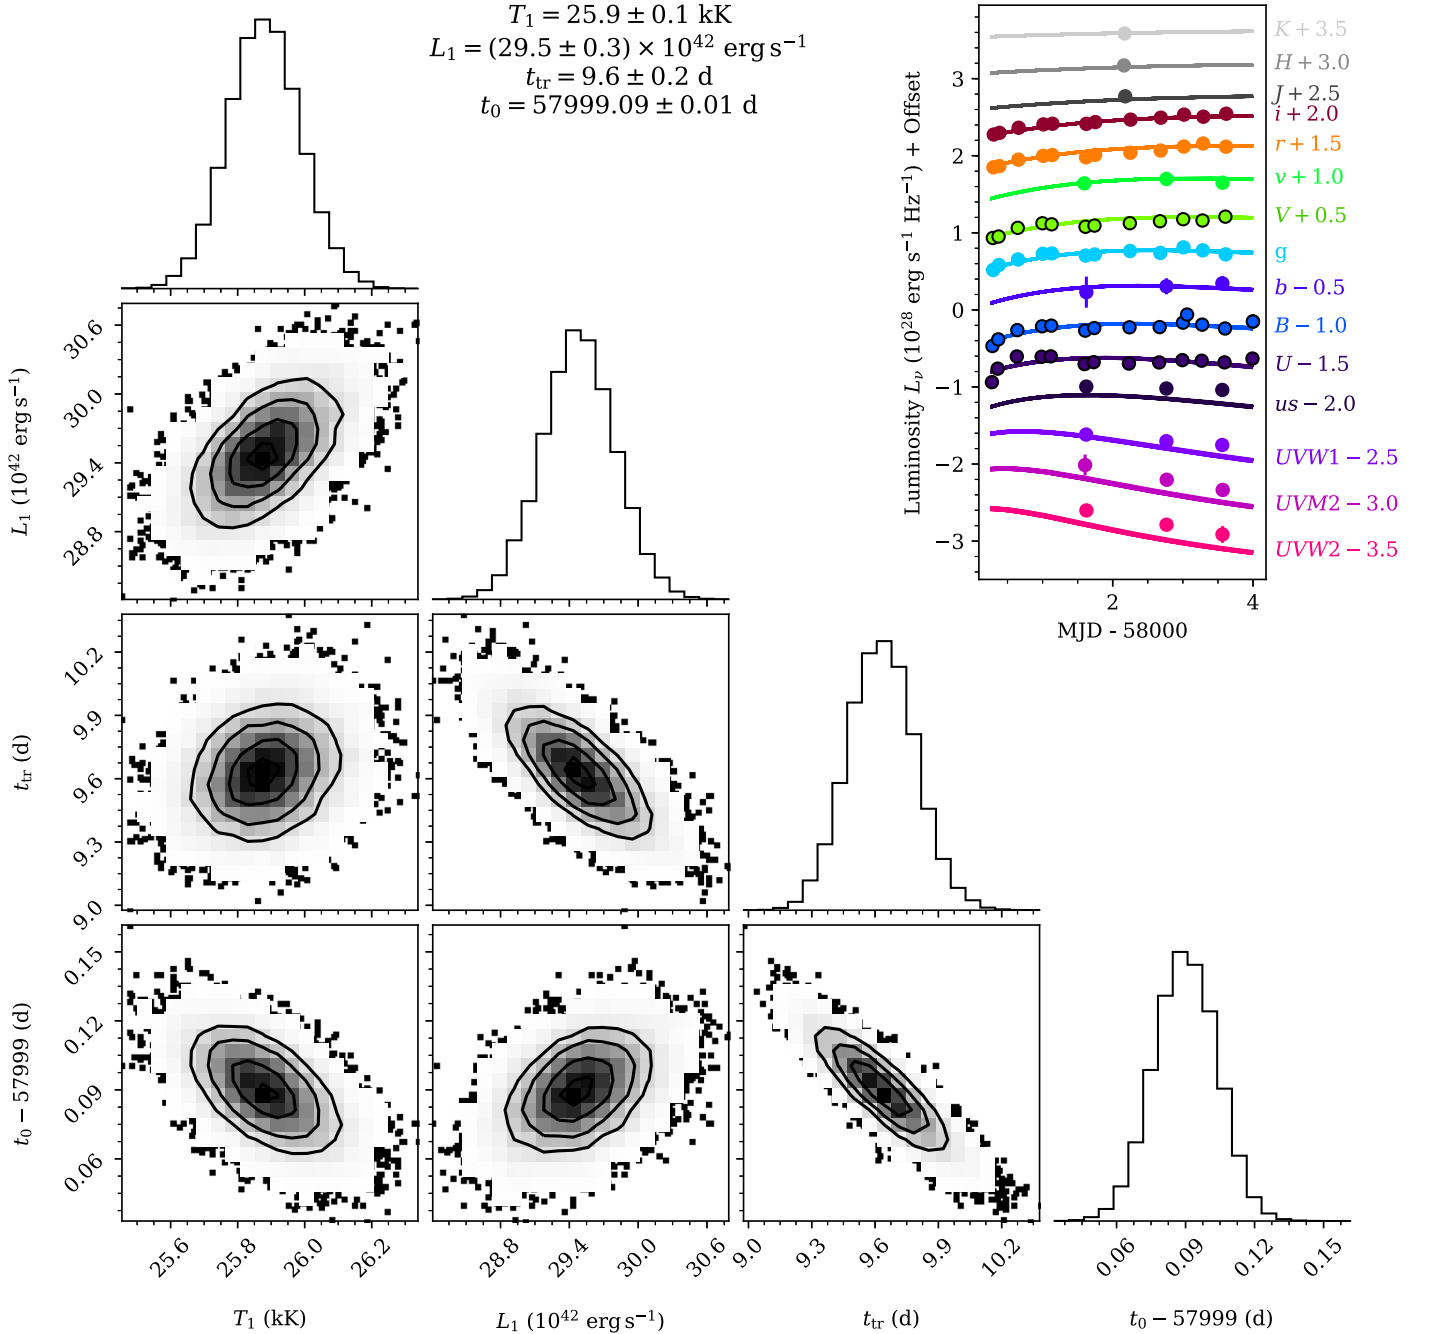 T₁ = 25.9 ± 0.1 kK
L₁ = (29.5 ± 0.3) × 10⁴² erg s⁻¹
t_tr = 9.6 ± 0.2 d
t₀ = 57999.09 ± 0.01 d
Luminosity L_ν (10²⁸ erg s⁻¹ Hz⁻¹) + Offset
3
2
1
0
−1
−2
−3
K + 3.5
H + 3.0
J + 2.5
i + 2.0
r + 1.5
v + 1.0
V + 0.5
g
b − 0.5
B − 1.0
U − 1.5
us − 2.0
UVW1 − 2.5
UVM2 − 3.0
UVW2 − 3.5
2
4
MJD - 58000
L₁ (10⁴² erg s⁻¹)
30.6
30.0
29.4
28.8
t_tr (d)
10.2
9.9
9.6
9.3
9.0
t₀ − 57999 (d)
0.15
0.12
0.09
0.06
25.6
25.8
26.0
26.2
T₁ (kK)
28.8
29.4
30.0
30.6
L₁ (10⁴² erg s⁻¹)
9.0
9.3
9.6
9.9
10.2
t_tr (d)
0.06
0.09
0.12
0.15
t₀ − 57999 (d)